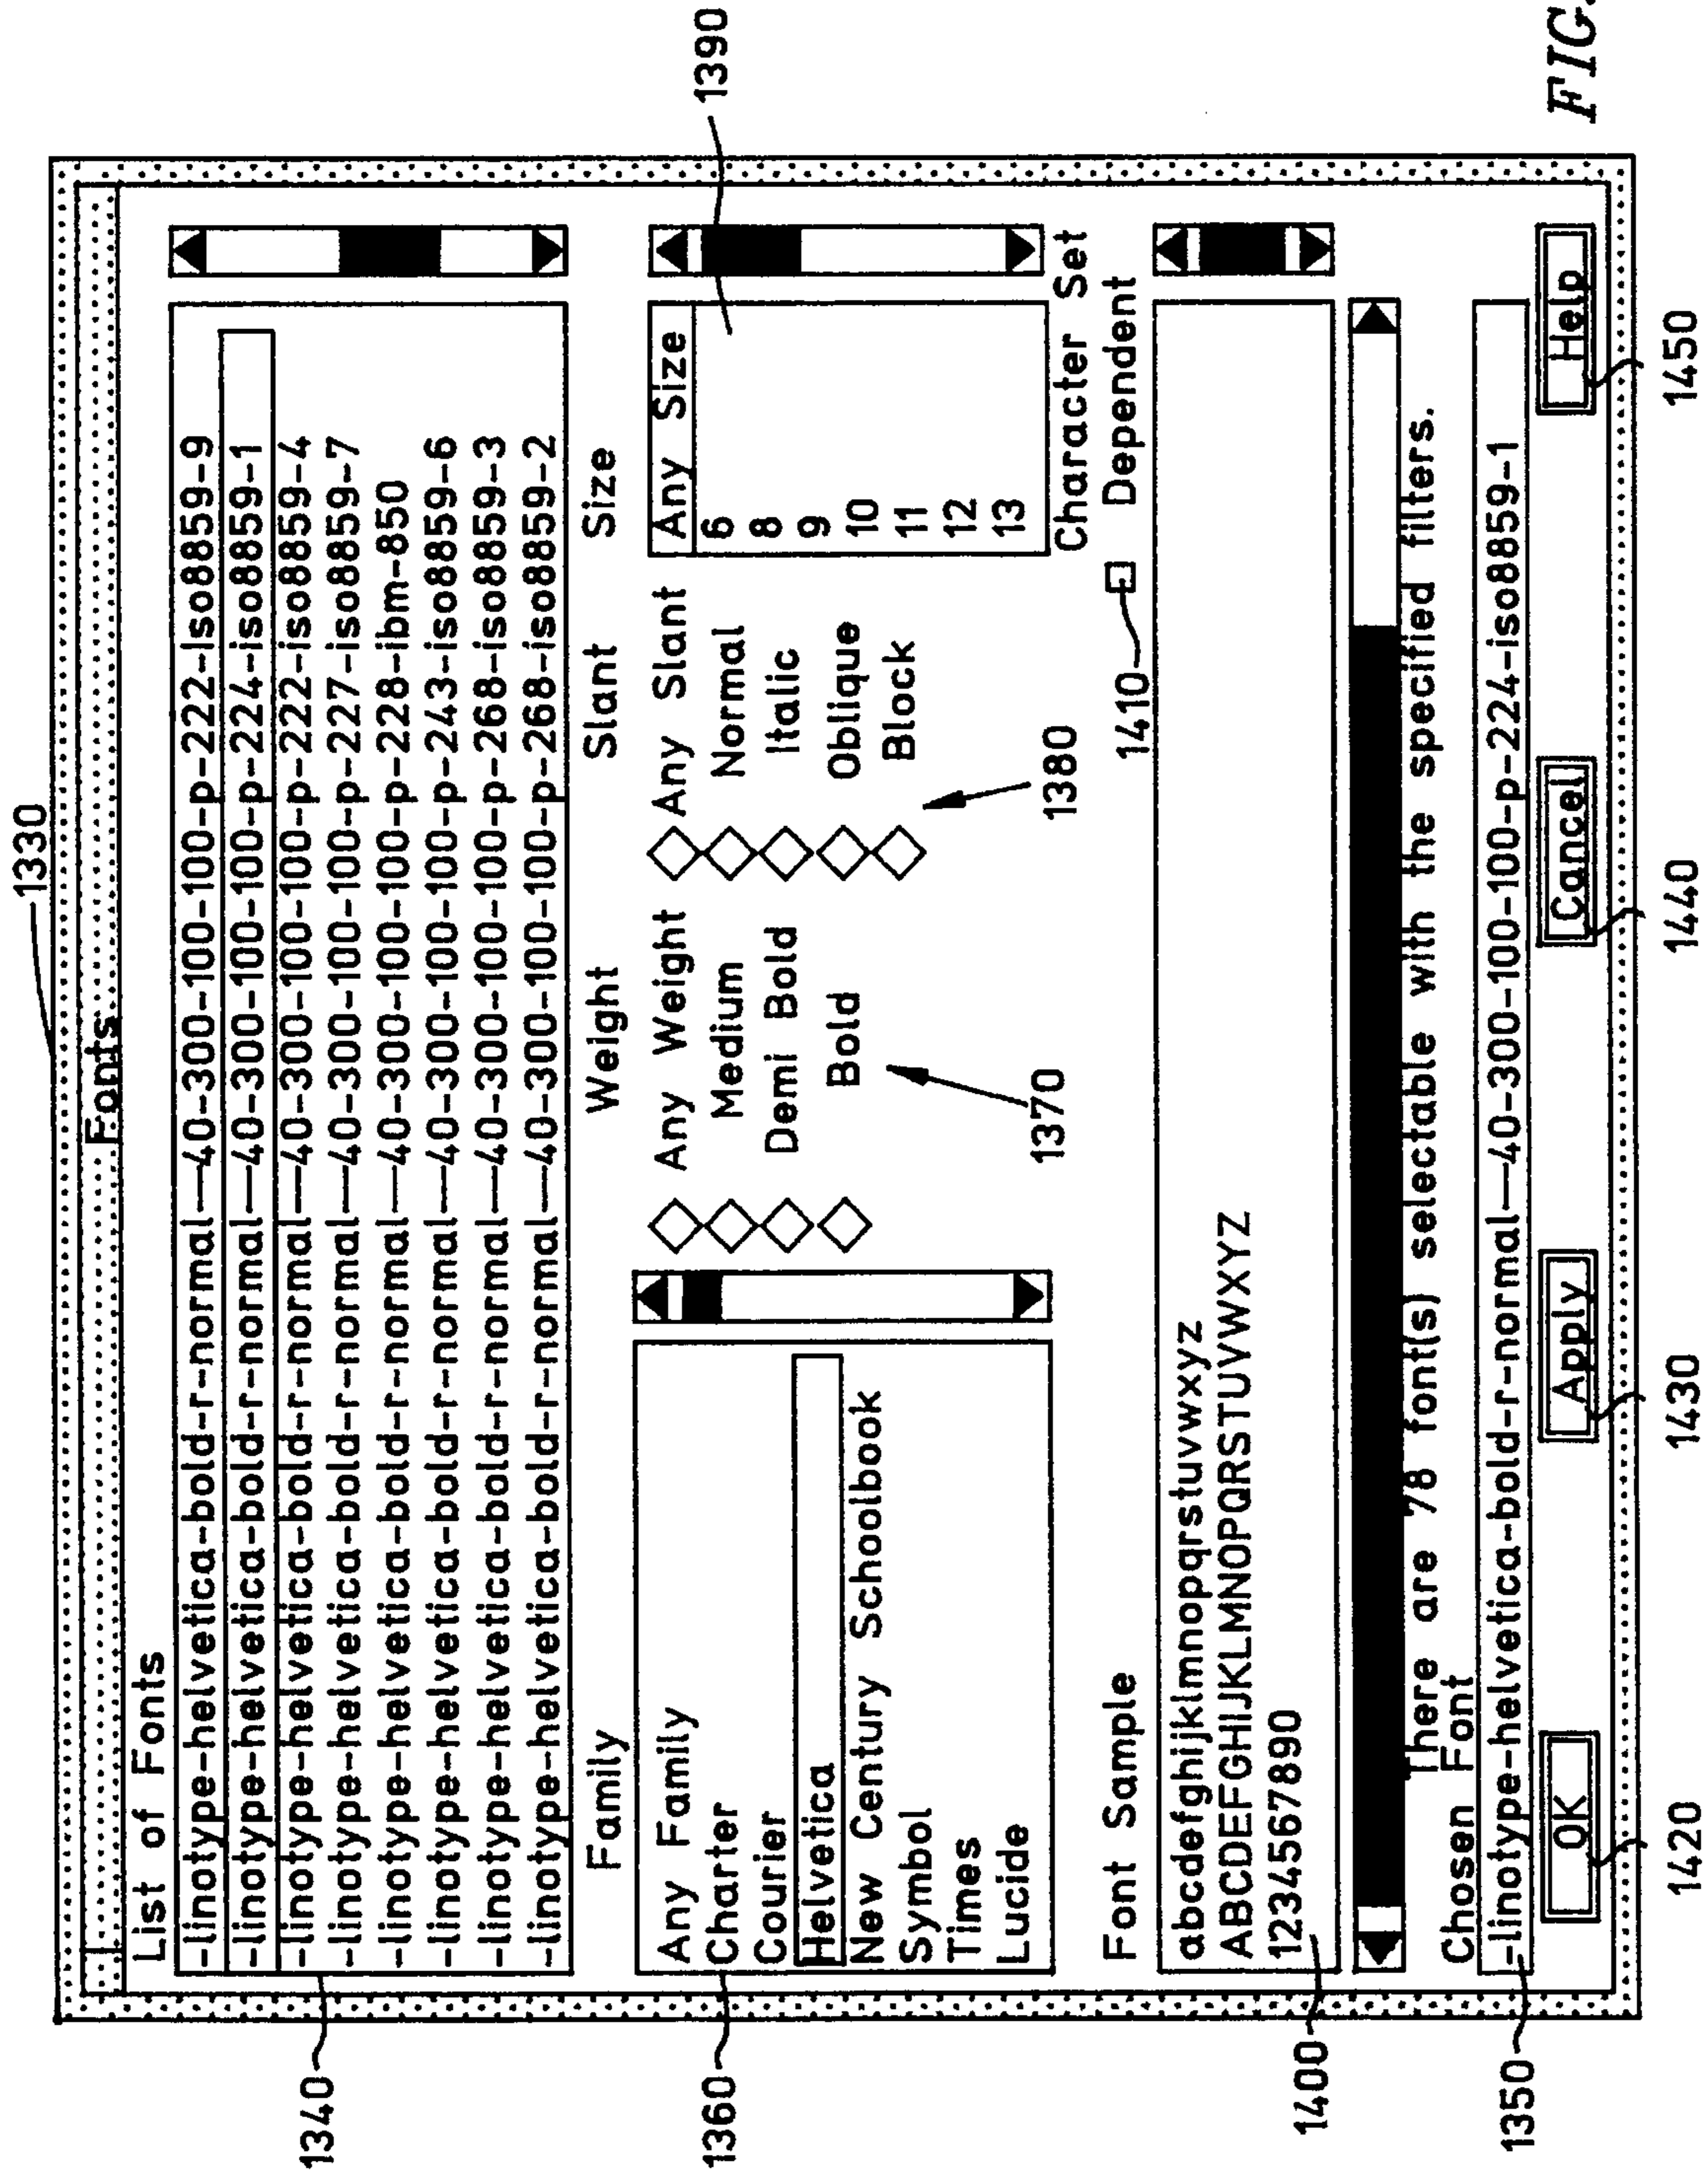 1330
Fonts
List of Fonts
-linotype-helvetica-bold-r-normal--40-300-100-100-p-222-iso8859-9
-linotype-helvetica-bold-r-normal--40-300-100-100-p-224-iso8859-1
-linotype-helvetica-bold-r-normal--40-300-100-100-p-222-iso8859-4
-linotype-helvetica-bold-r-normal--40-300-100-100-p-227-iso8859-7
-linotype-helvetica-bold-r-normal--40-300-100-100-p-228-ibm-850
-linotype-helvetica-bold-r-normal--40-300-100-100-p-243-iso8859-6
-linotype-helvetica-bold-r-normal--40-300-100-100-p-268-iso8859-3
-linotype-helvetica-bold-r-normal--40-300-100-100-p-268-iso8859-2
1340
Family
Weight
Slant
Size
Any Family
Charter
Courier
Helvetica
New Century Schoolbook
Symbol
Times
Lucide
1360
Any Weight
Medium
Demi Bold
Bold
1370
Any Slant
Normal
Italic
Oblique
Block
1380
Any Size
6
8
9
10
11
12
13
1390
Character Set
Dependent
1410
Font Sample
abcdefghijklmnopqrstuvwxyz
ABCDEFGHIJKLMNOPQRSTUVWXYZ
1234567890
1400
There are 78 font(s) selectable with the specified filters.
Chosen Font
-linotype-helvetica-bold-r-normal--40-300-100-100-p-224-iso8859-1
1350
OK
Apply
Cancel
Help
1420
1430
1440
1450
FIG.